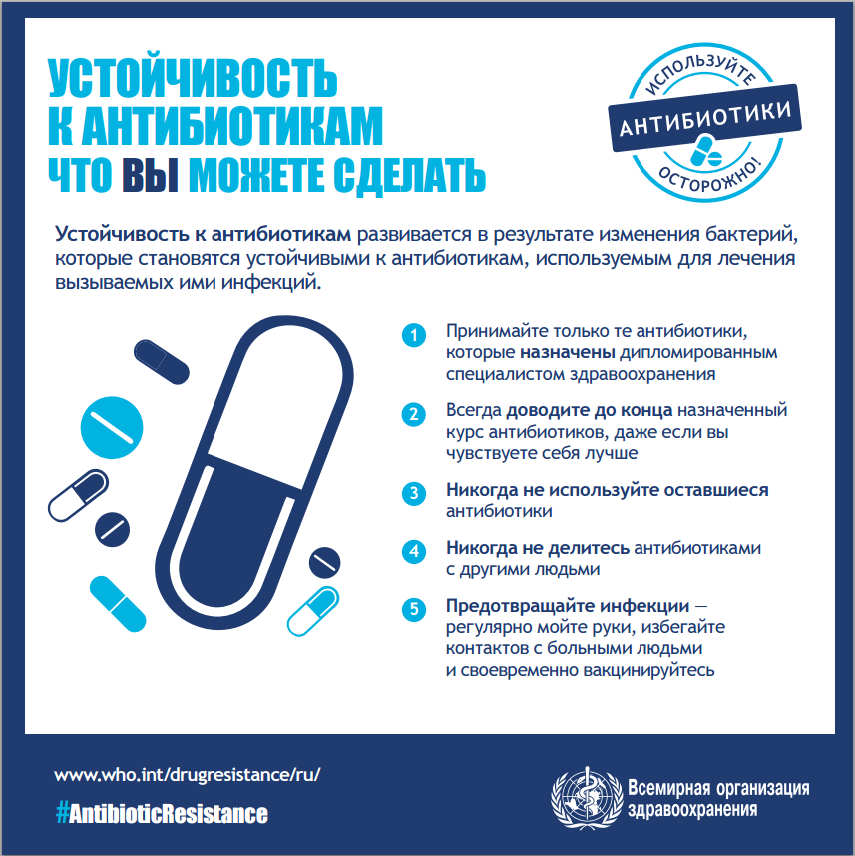 УСТОЙЧИВОСТЬ
К АНТИБИОТИКАМ
ЧТО ВЫ МОЖЕТЕ СДЕЛАТЬ
ИСПОЛЬЗУЙТЕ
АНТИБИОТИКИ
ОСТОРОЖНО!
Устойчивость к антибиотикам развивается в результате изменения бактерий,
которые становятся устойчивыми к антибиотикам, используемым для лечения
вызываемых ими инфекций.
1 Принимайте только те антибиотики,
которые назначены дипломированным
специалистом здравоохранения
2 Всегда доводите до конца назначенный
курс антибиотиков, даже если вы
чувствуете себя лучше
3 Никогда не используйте оставшиеся
антибиотики
4 Никогда не делитесь антибиотиками
с другими людьми
5 Предотвращайте инфекции —
регулярно мойте руки, избегайте
контактов с больными людьми
и своевременно вакцинируйтесь
www.who.int/drugresistance/ru/
#AntibioticResistance
Всемирная организация
здравоохранения